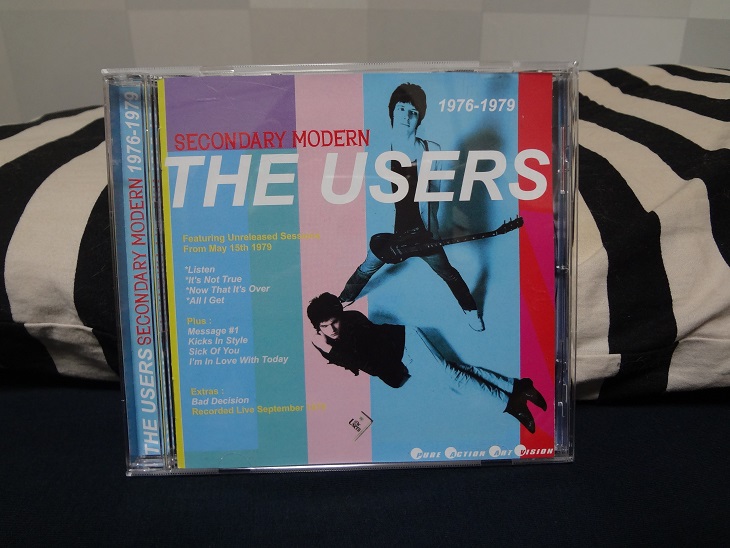 THE USERS SECONDARY MODERN 1976-1979
1976-1979
SECONDARY MODERN
THE USERS
Featuring Unreleased Sessions
From May 15th 1979
*Listen
*It's Not True
*Now That It's Over
*All I Get
Plus :
Message #1
Kicks In Style
Sick Of You
I'm In Love With Today
Extras :
Bad Decision
Recorded Live September
Users
Pure Action Art Vision